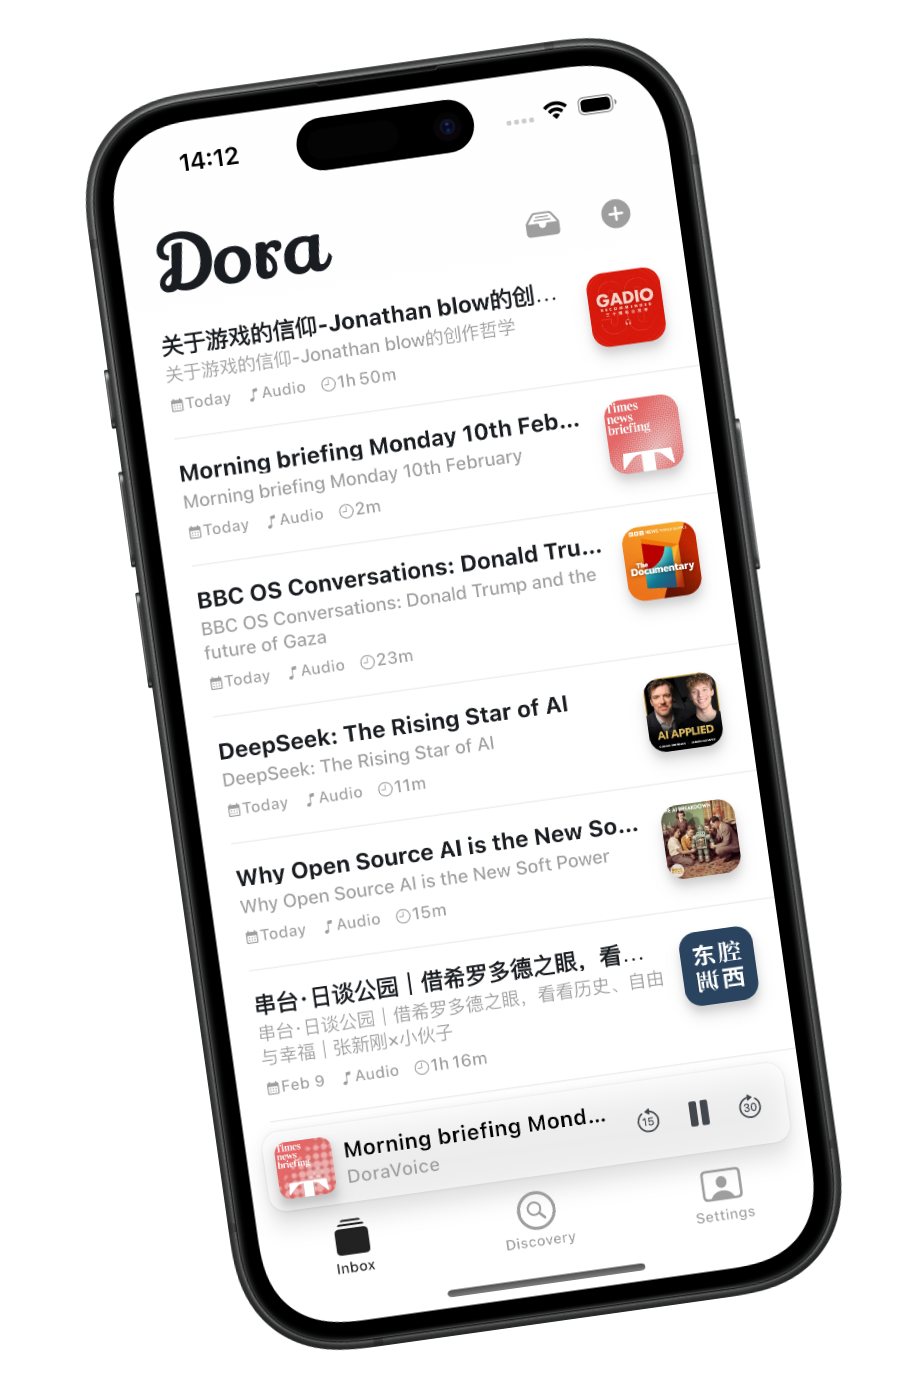 14:12
Dora
关于游戏的信仰-Jonathan blow的创...
关于游戏的信仰-Jonathan blow的创作哲学
Today Audio 1h 50m
GADIO
Morning briefing Monday 10th Feb...
Morning briefing Monday 10th February
Today Audio 2m
Times
news
briefing
T
BBC OS Conversations: Donald Tru...
BBC OS Conversations: Donald Trump and the
future of Gaza
Today Audio 23m
The
Documentary
DeepSeek: The Rising Star of AI
DeepSeek: The Rising Star of AI
Today Audio 11m
AI APPLIED
Why Open Source AI is the New So...
Why Open Source AI is the New Soft Power
Today Audio 15m
串台·日谈公园｜借希罗多德之眼，看...
串台·日谈公园｜借希罗多德之眼，看看历史、自由
与幸福｜张新刚×小伙子
Feb 9 Audio 1h 16m
东腔
西调
Times
news
briefing
T
Morning briefing Mond...
DoraVoice
15
30
Inbox
Discovery
Settings